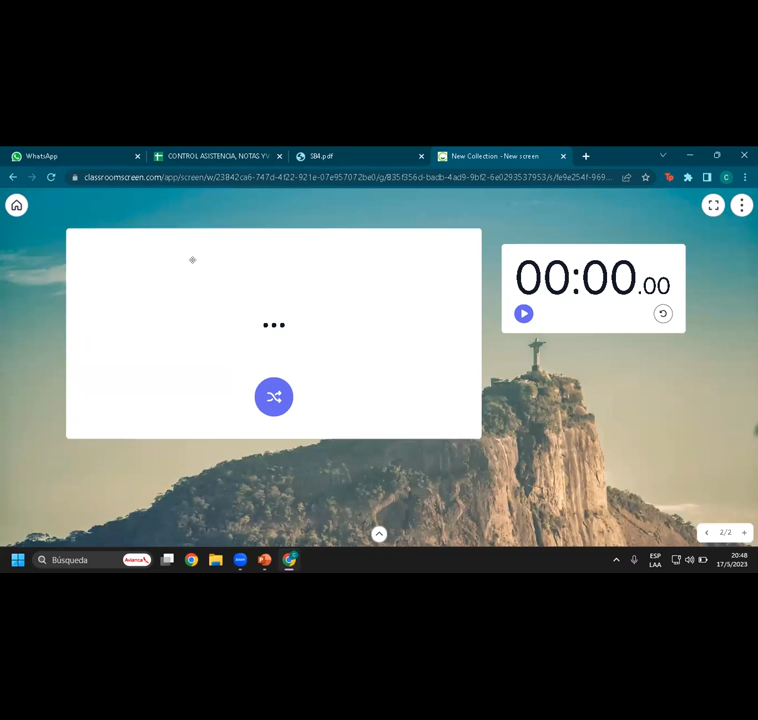 WhatsApp
CONTROL ASISTENCIA, NOTAS Y V
SB4.pdf
New Collection - New screen
classroomscreen.com/app/screen/w/23842ca6-747d-4f22-921e-07e957072be0/g/835f356d-badb-4ad9-9bf2-6e0293537953/s/fe9e254f-969...
C
...
00:00.00
2/2
Búsqueda
Avianca
ESP
LAA
20:48
17/5/2023